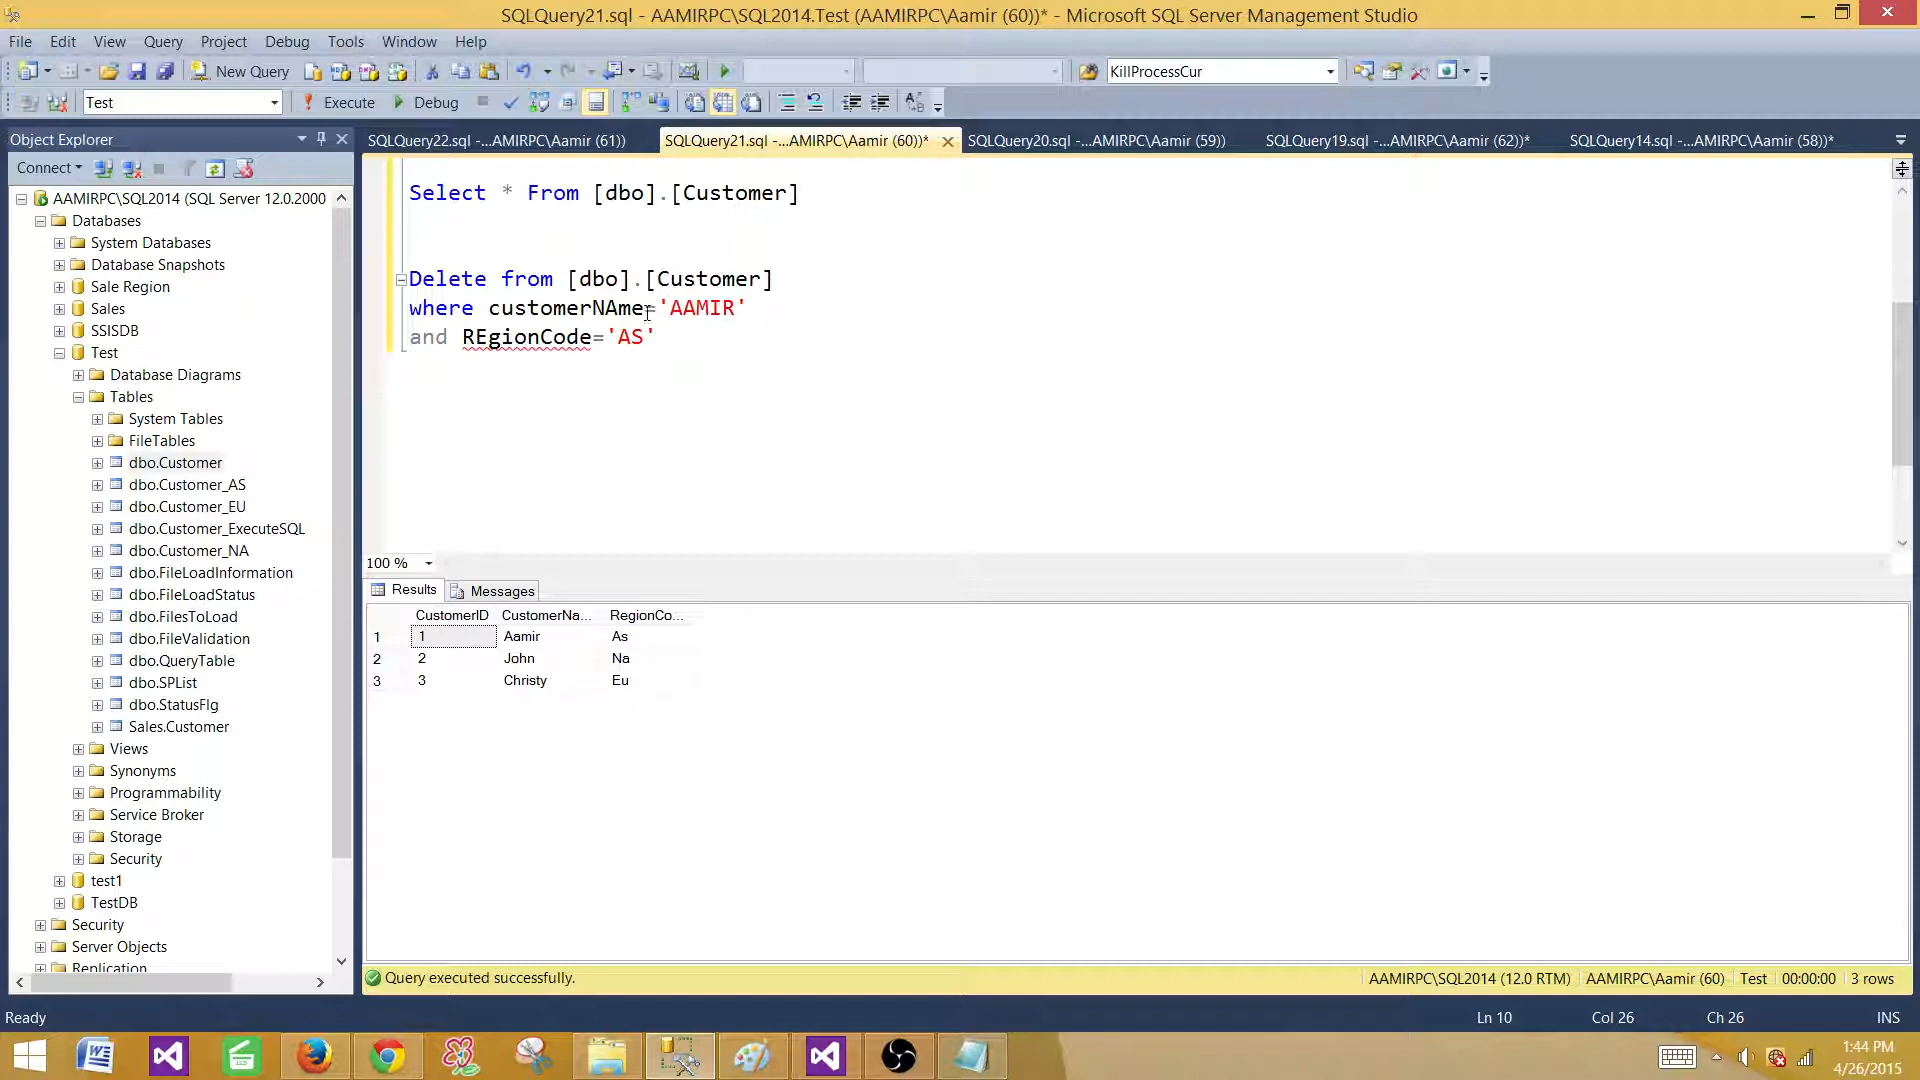 SQLQuery21.sql - AAMIRPC\SQL2014.Test (AAMIRPC\Aamir (60))* - Microsoft SQL Server Management Studio
File Edit View Query Project Debug Tools Window Help
New Query KillProcessCur
Test Execute Debug
Object Explorer
SQLQuery22.sql -...AMIRPC\Aamir (61)) SQLQuery21.sql -...AMIRPC\Aamir (60))* SQLQuery20.sql -...AMIRPC\Aamir (59)) SQLQuery19.sql -...AMIRPC\Aamir (62))* SQLQuery14.sql -...AMIRPC\Aamir (58))*
Connect
AAMIRPC\SQL2014 (SQL Server 12.0.2000
Databases
System Databases
Database Snapshots
Sale Region
Sales
SSISDB
Test
Database Diagrams
Tables
System Tables
FileTables
dbo.Customer
dbo.Customer_AS
dbo.Customer_EU
dbo.Customer_ExecuteSQL
dbo.Customer_NA
dbo.FileLoadInformation
dbo.FileLoadStatus
dbo.FilesToLoad
dbo.FileValidation
dbo.QueryTable
dbo.SPList
dbo.StatusFlg
Sales.Customer
Views
Synonyms
Programmability
Service Broker
Storage
Security
test1
TestDB
Security
Server Objects
Replication
Select * From [dbo].[Customer]
Delete from [dbo].[Customer]
where customerNAme='AAMIR'
and REgionCode='AS'
100 %
Results Messages
CustomerID CustomerNa... RegionCo...
1 1 Aamir As
2 2 John Na
3 3 Christy Eu
Query executed successfully. AAMIRPC\SQL2014 (12.0 RTM) AAMIRPC\Aamir (60) Test 00:00:00 3 rows
Ready Ln 10 Col 26 Ch 26 INS
1:44 PM
4/26/2015